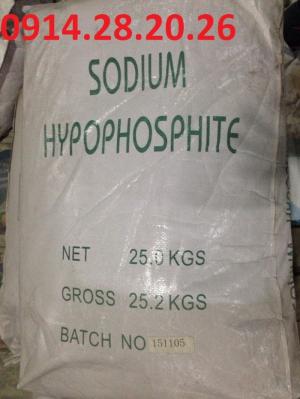 0914.28.20.26
SODIUM
HYPOPHOSPHITE
NET 25.0 KGS
GROSS 25.2 KGS
BATCH NO 151105